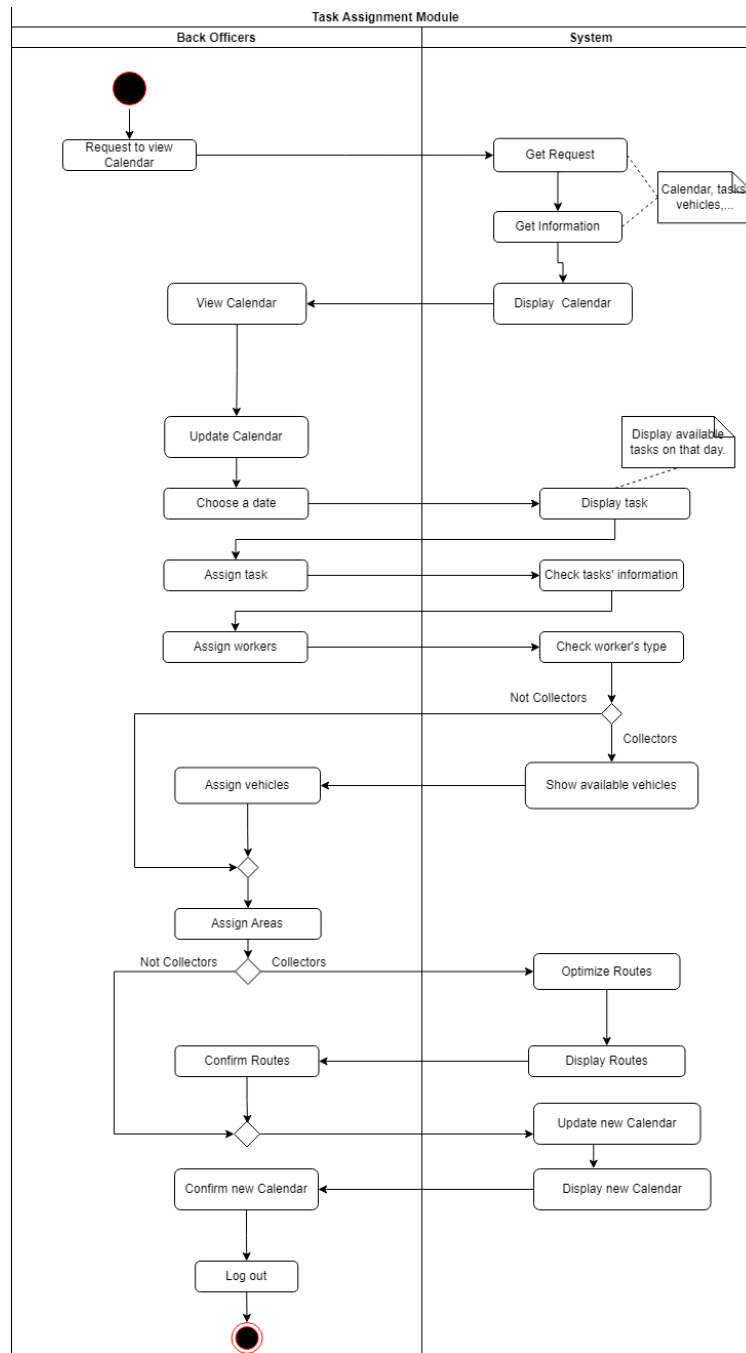 Task Assignment Module
Back Officers
System
Request to view
Calendar
Get Request
Calendar, tasks,
vehicles,...
Get Information
View Calendar
Display Calendar
Update Calendar
Display available
tasks on that day.
Choose a date
Display task
Assign task
Check tasks' information
Assign workers
Check worker's type
Not Collectors
Collectors
Assign vehicles
Show available vehicles
Assign Areas
Not Collectors
Collectors
Optimize Routes
Confirm Routes
Display Routes
Update new Calendar
Confirm new Calendar
Display new Calendar
Log out